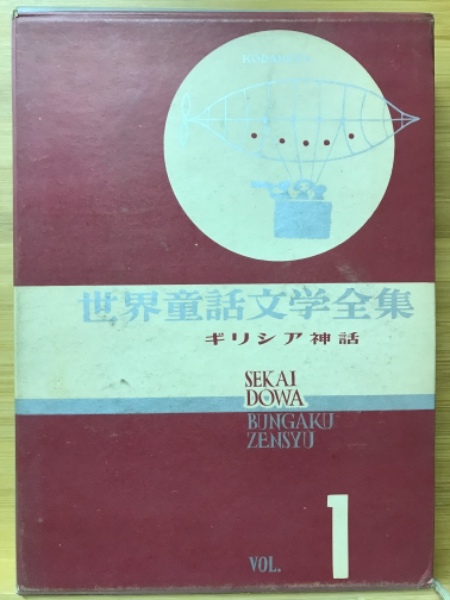 KODANSHA
世界童話文学全集
ギリシア神話
SEKAI
DOWA
BUNGAKU
ZENSYU
VOL.
1